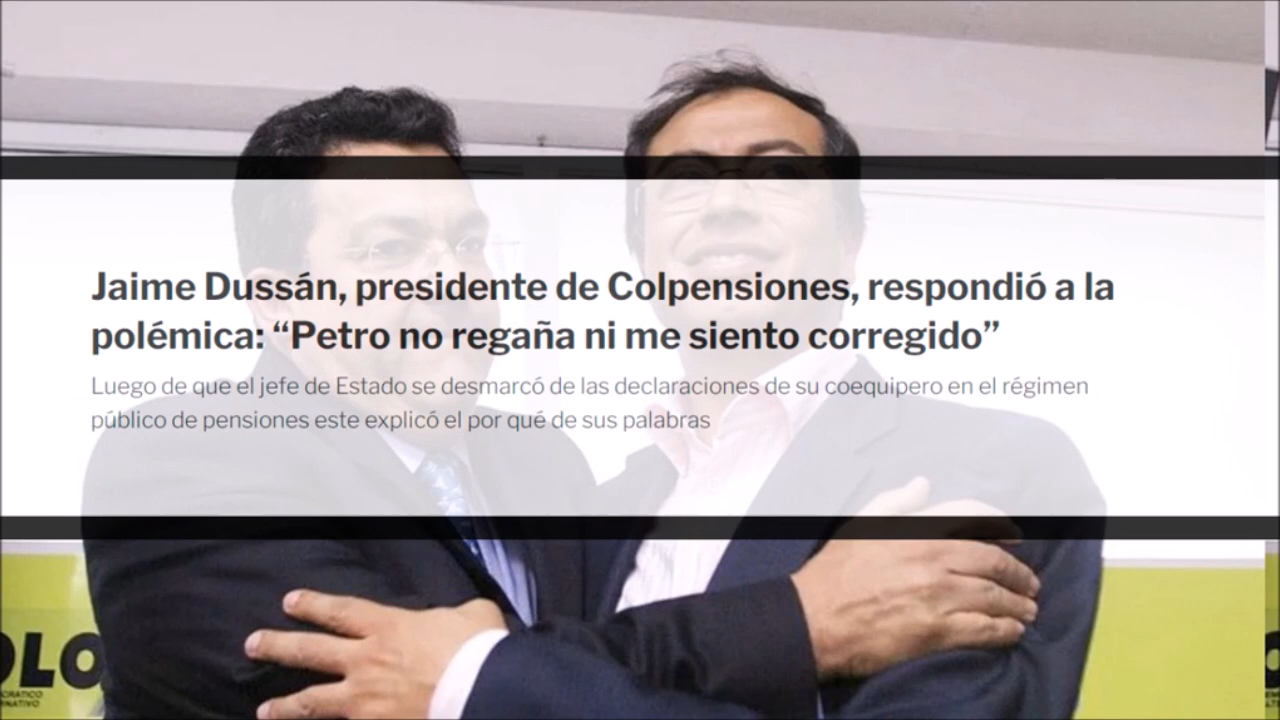 Jaime Dussán, presidente de Colpensiones, respondió a la
polémica: “Petro no regaña ni me siento corregido”
Luego de que el jefe de Estado se desmarcó de las declaraciones de su coequipero en el régimen
público de pensiones este explicó el por qué de sus palabras
OLO